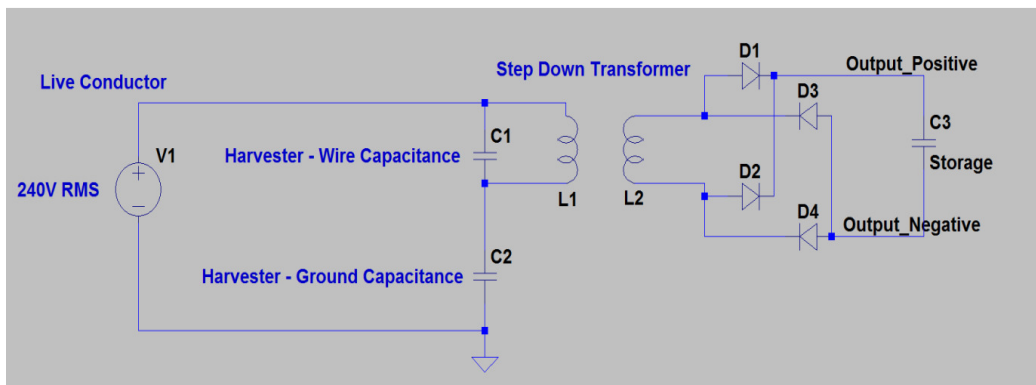 D1
Live Conductor
Step Down Transformer
Output_Positive
D3
C1
C3
V1
Harvester - Wire Capacitance
+
Storage
240V RMS
−
L1
L2
D2
D4
Output_Negative
C2
Harvester - Ground Capacitance